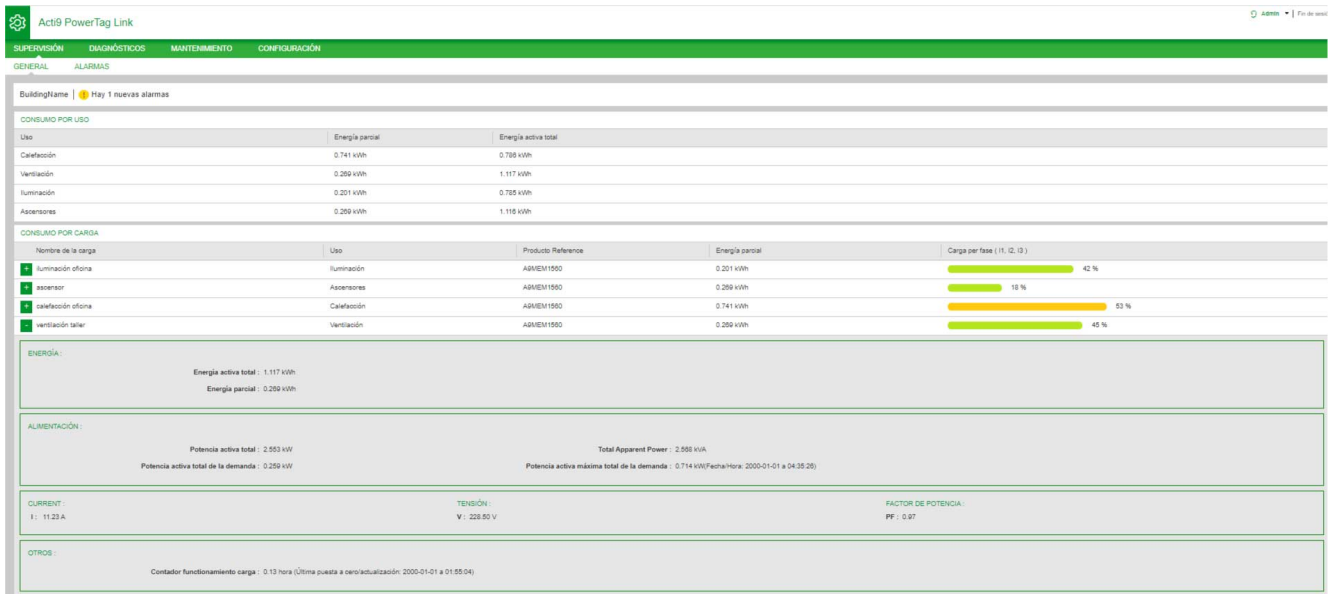 Acti9 PowerTag Link
Admin | Fin de sesi
SUPERVISIÓN DIAGNÓSTICOS MANTENIMIENTO CONFIGURACIÓN
GENERAL ALARMAS
BuildingName | Hay 1 nuevas alarmas
CONSUMO POR USO
Uso Energía parcial Energía activa total
Calefacción 0.741 kWh 0.786 kWh
Ventilación 0.269 kWh 1.117 kWh
Iluminación 0.201 kWh 0.785 kWh
Ascensores 0.269 kWh 1.116 kWh
CONSUMO POR CARGA
Nombre de la carga Uso Producto Reference Energía parcial Carga per fase ( I1, I2, I3 )
+ iluminación oficina Iluminación A9MEM1560 0.201 kWh 42 %
+ ascensor Ascensores A9MEM1560 0.269 kWh 18 %
+ calefacción oficina Calefacción A9MEM1560 0.741 kWh 53 %
- ventilación taller Ventilación A9MEM1560 0.269 kWh 45 %
ENERGÍA :
Energía activa total : 1.117 kWh
Energía parcial : 0.269 kWh
ALIMENTACIÓN :
Potencia activa total : 2.553 kW Total Apparent Power : 2.568 kVA
Potencia activa total de la demanda : 0.259 kW Potencia activa máxima total de la demanda : 0.714 kW(Fecha/Hora: 2000-01-01 a 04:35:26)
CURRENT : TENSIÓN : FACTOR DE POTENCIA :
I : 11.23 A V : 228.50 V PF : 0.97
OTROS :
Contador functionamiento carga : 0.13 hora (Última puesta a cero/actualización: 2000-01-01 a 01:55:04)